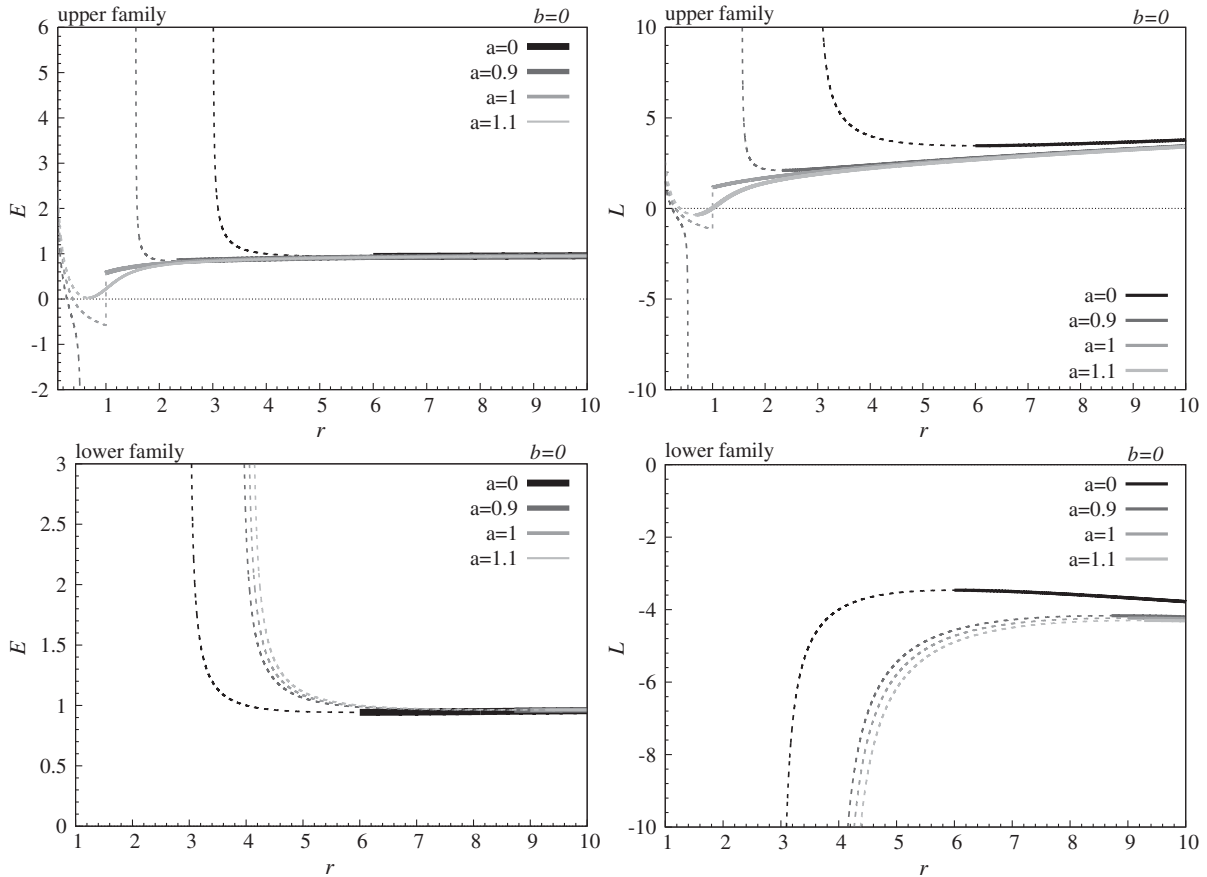 upper family
b=0
a=0
a=0.9
a=1
a=1.1
E
6
5
4
3
2
1
0
-1
-2
1 2 3 4 5 6 7 8 9 10
r
upper family
b=0
L
10
5
0
-5
-10
a=0
a=0.9
a=1
a=1.1
1 2 3 4 5 6 7 8 9 10
r
lower family
b=0
a=0
a=0.9
a=1
a=1.1
E
3
2.5
2
1.5
1
0.5
0
1 2 3 4 5 6 7 8 9 10
r
lower family
b=0
a=0
a=0.9
a=1
a=1.1
L
0
-2
-4
-6
-8
-10
1 2 3 4 5 6 7 8 9 10
r